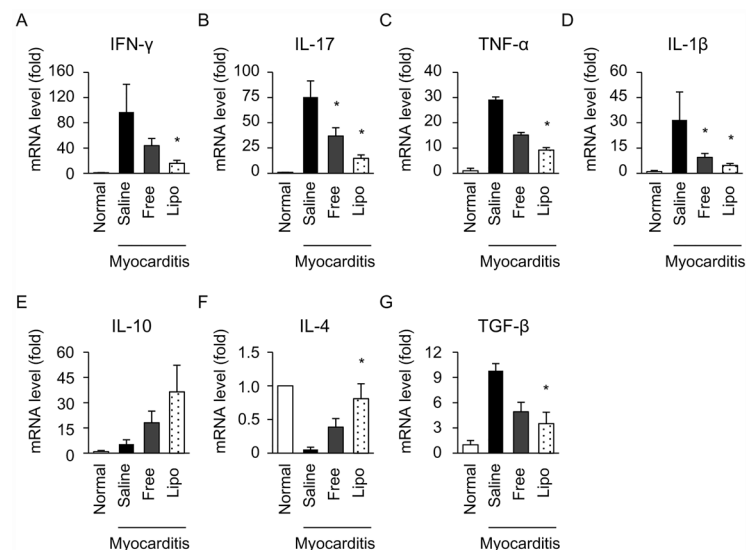 A
IFN-γ
mRNA level (fold)
160
120
80
40
0
*
Normal
Saline
Free
Lipo
Myocarditis
B
IL-17
mRNA level (fold)
100
75
50
25
0
*
*
Normal
Saline
Free
Lipo
Myocarditis
C
TNF-α
mRNA level (fold)
40
30
20
10
0
*
Normal
Saline
Free
Lipo
Myocarditis
D
IL-1β
mRNA level (fold)
60
45
30
15
0
*
*
Normal
Saline
Free
Lipo
Myocarditis
E
IL-10
mRNA level (fold)
60
45
30
15
0
Normal
Saline
Free
Lipo
Myocarditis
F
IL-4
mRNA level (fold)
1.5
1.0
0.5
0
*
Normal
Saline
Free
Lipo
Myocarditis
G
TGF-β
mRNA level (fold)
12
9
6
3
0
*
Normal
Saline
Free
Lipo
Myocarditis